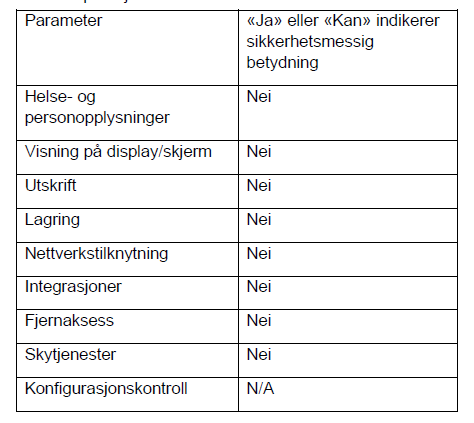 Parameter
«Ja» eller «Kan» indikerer
sikkerhetsmessig
betydning
Helse- og
personopplysninger
Nei
Visning på display/skjerm
Nei
Utskrift
Nei
Lagring
Nei
Nettverkstilknytning
Nei
Integrasjoner
Nei
Fjernaksess
Nei
Skytjenester
Nei
Konfigurasjonskontroll
N/A